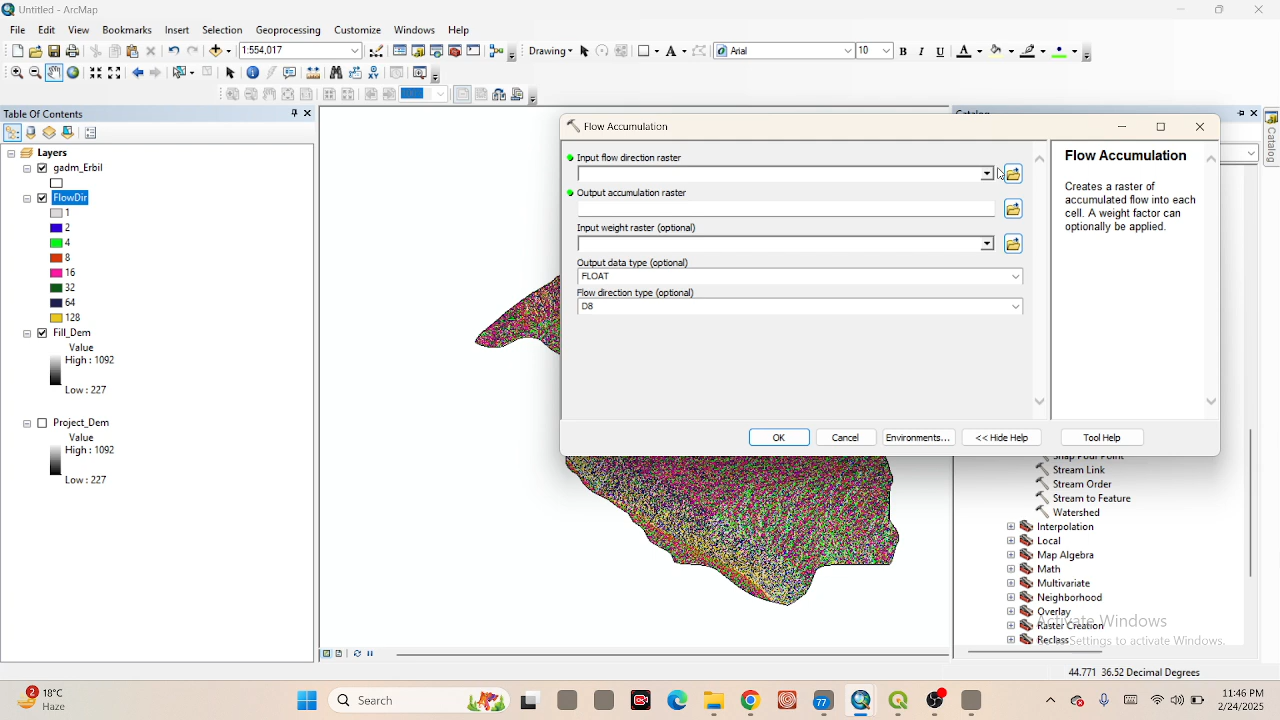 Untitled - ArcMap
File Edit View Bookmarks Insert Selection Geoprocessing Customize Windows Help
1:554,017 Drawing Arial 10 B I U A
Table Of Contents
Layers
gadm_Erbil
FlowDir
1
2
4
8
16
32
64
128
Fill_Dem
Value
High : 1092
Low : 227
Project_Dem
Value
High : 1092
Low : 227
Catalog
Flow Accumulation
Input flow direction raster
Output accumulation raster
Input weight raster (optional)
Output data type (optional)
FLOAT
Flow direction type (optional)
D8
OK Cancel Environments... << Hide Help Tool Help
Flow Accumulation
Creates a raster of
accumulated flow into each
cell. A weight factor can
optionally be applied.
Snap Pour Point
Stream Link
Stream Order
Stream to Feature
Watershed
Interpolation
Local
Map Algebra
Math
Multivariate
Neighborhood
Overlay
Raster Creation
Reclass
Activate Windows
Settings to activate Windows.
44.771 36.52 Decimal Degrees
2
18°C
Haze
Search
77
11:46 PM
2/24/2025